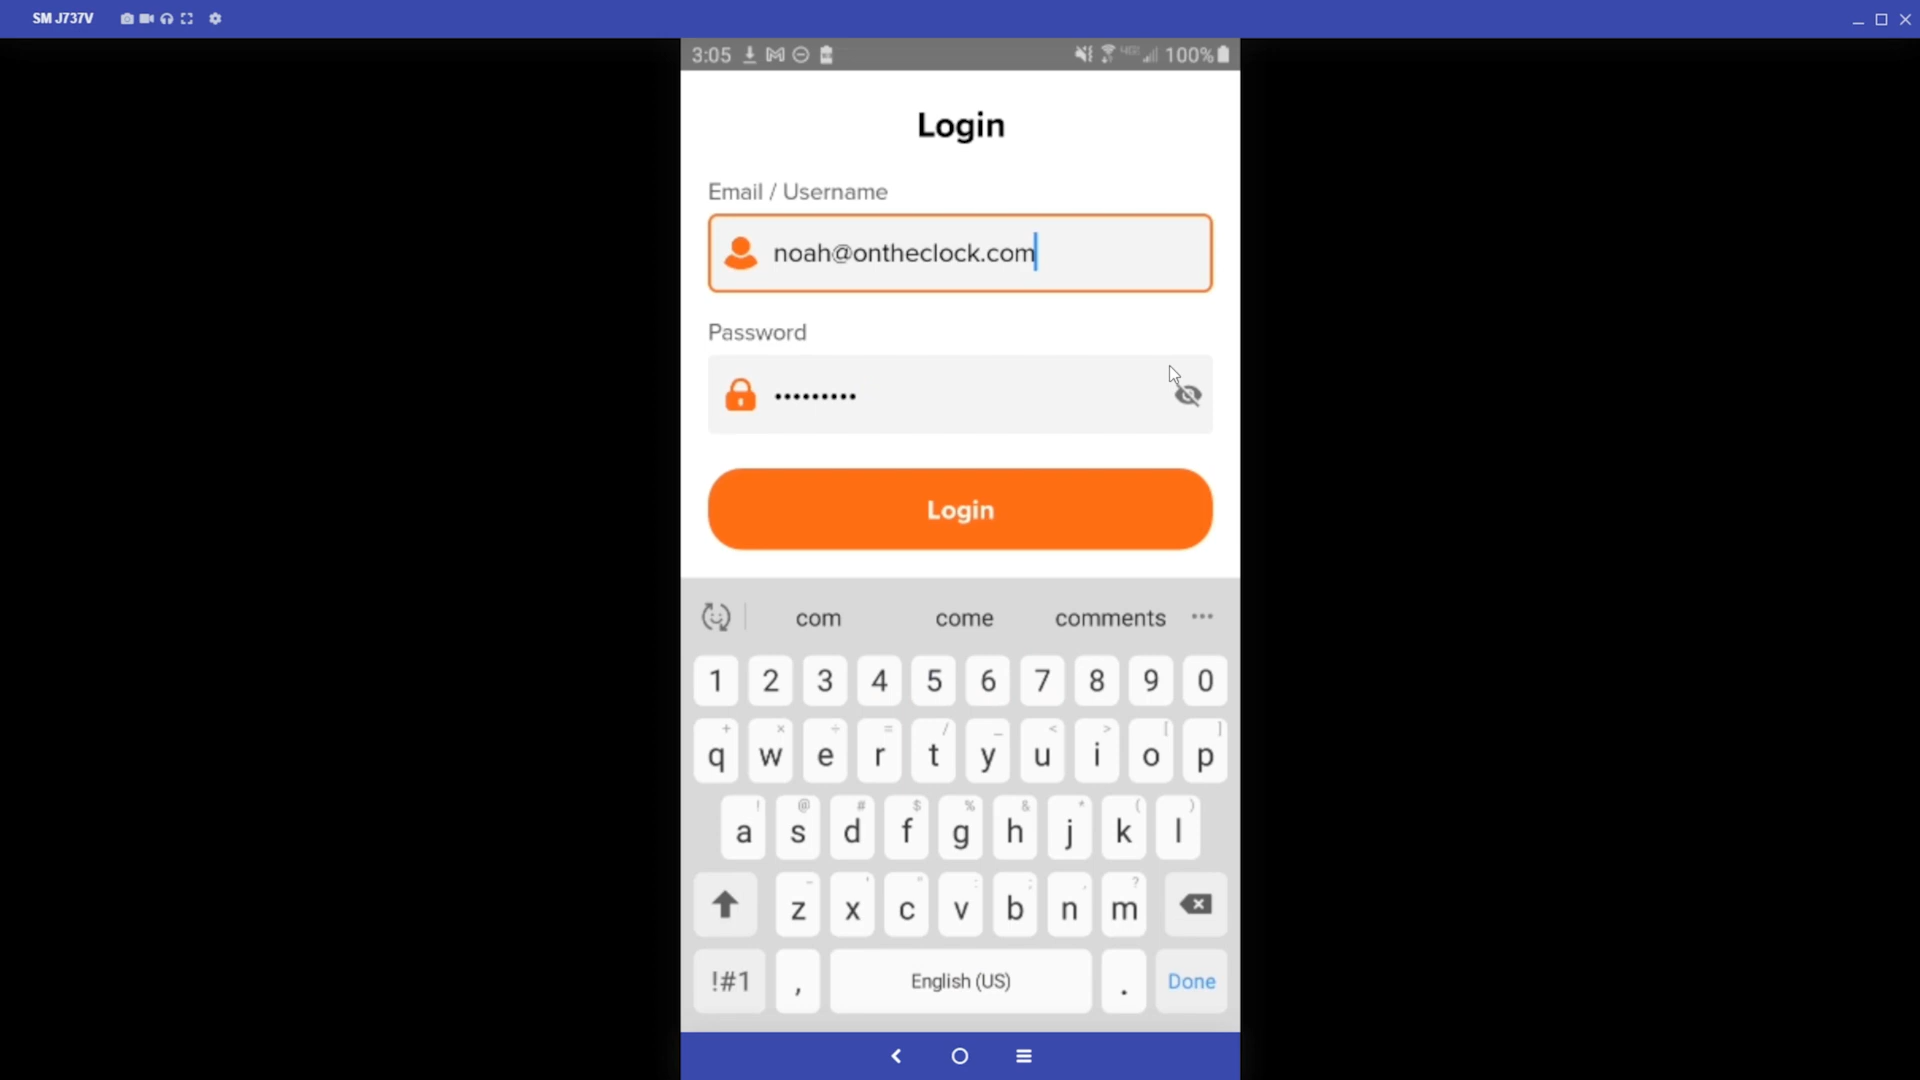 SM J737V
3:05 100%
Login
Email / Username
noah@ontheclock.com
Password
•••••••••
Login
com come comments •••
1 2 3 4 5 6 7 8 9 0
+ × ÷ = / _ < > [ ]
q w e r t y u i o p
! @ # $ % & * ( )
a s d f g h j k l
- ' " : ; , ?
z x c v b n m
!#1 , English (US) . Done